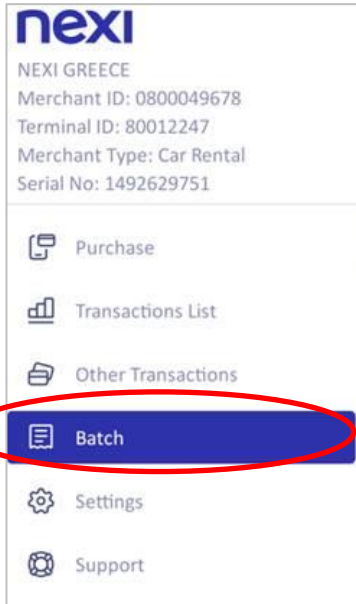 nexi
NEXI GREECE
Merchant ID: 0800049678
Terminal ID: 80012247
Merchant Type: Car Rental
Serial No: 1492629751
Purchase
Transactions List
Other Transactions
Batch
Settings
Support